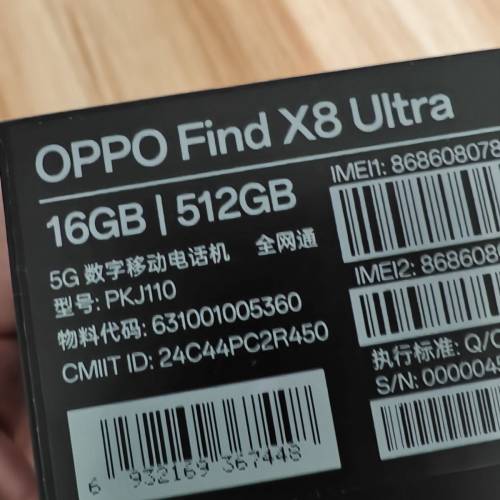 OPPO Find X8 Ultra
16GB | 512GB
5G 数字移动电话机 全网通
型号: PKJ110
物料代码: 631001005360
CMIIT ID: 24C44PC2R450
6 932169 367448
IMEI1: 868608078
IMEI2: 868608
执行标准: Q/
S/N: 000004